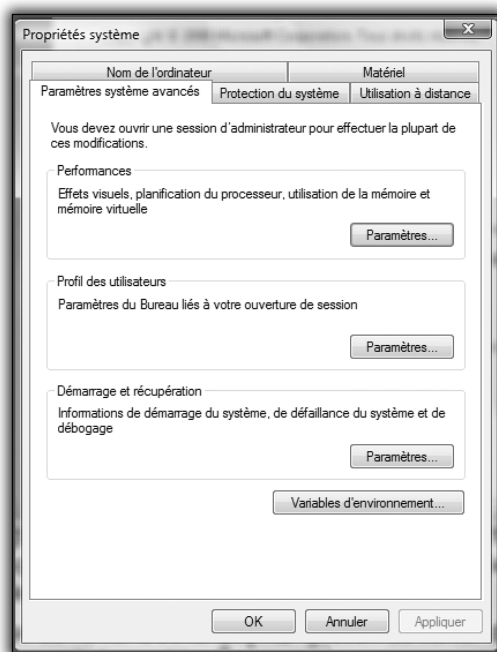 Propriétés système
Nom de l'ordinateur
Matériel
Paramètres système avancés
Protection du système
Utilisation à distance
Vous devez ouvrir une session d'administrateur pour effectuer la plupart de
ces modifications.
Performances
Effets visuels, planification du processeur, utilisation de la mémoire et
mémoire virtuelle
Paramètres...
Profil des utilisateurs
Paramètres du Bureau liés à votre ouverture de session
Paramètres...
Démarrage et récupération
Informations de démarrage du système, de défaillance du système et de
débogage
Paramètres...
Variables d'environnement...
OK
Annuler
Appliquer